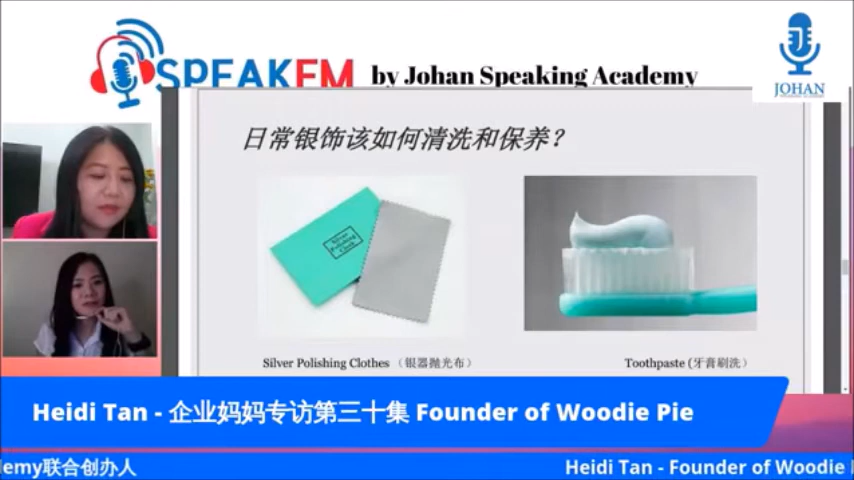 SPEAKFM by Johan Speaking Academy
JOHAN
日常银饰该如何清洗和保养?
Silver
Polishing
Cloth
Silver Polishing Clothes (银器抛光布)
Toothpaste (牙膏刷洗)
Heidi Tan - 企业妈妈专访第三十集 Founder of Woodie Pie
demy联合创办人
Heidi Tan - Founder of Woodie